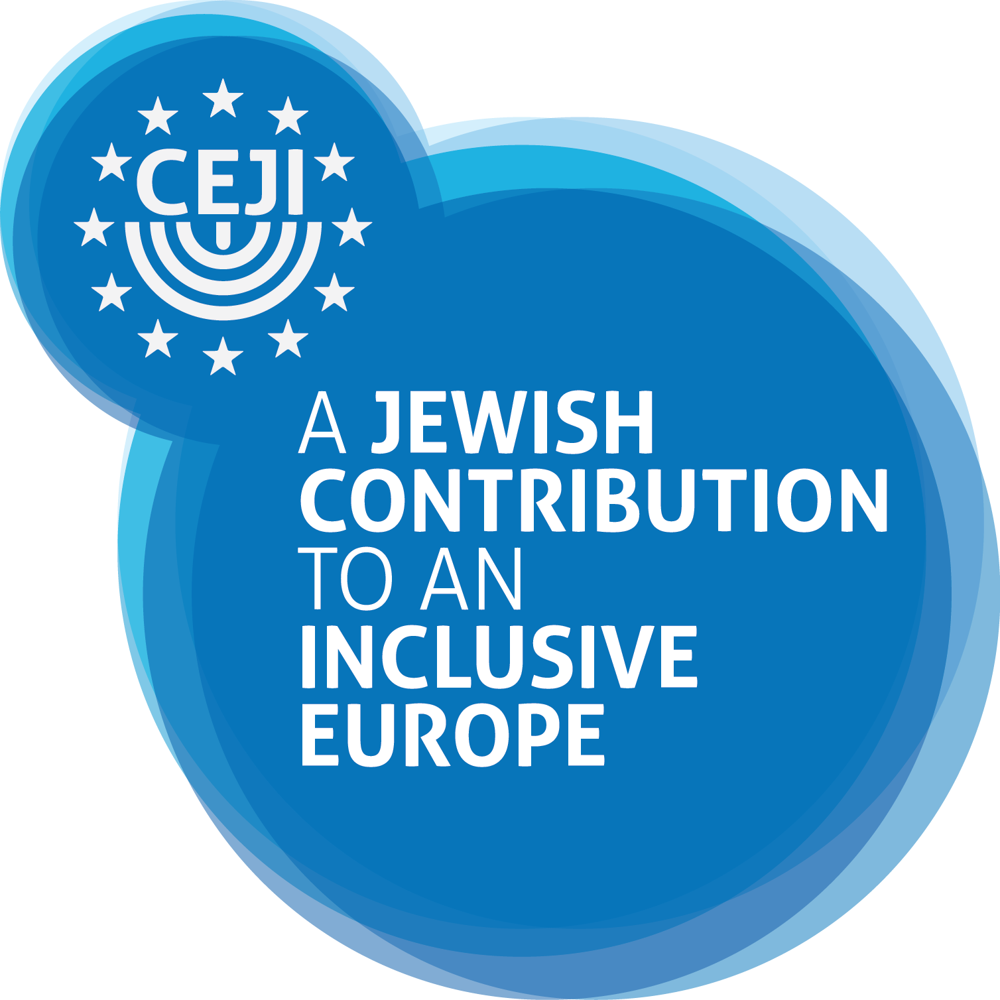 CEJI
A JEWISH
CONTRIBUTION
TO AN
INCLUSIVE
EUROPE